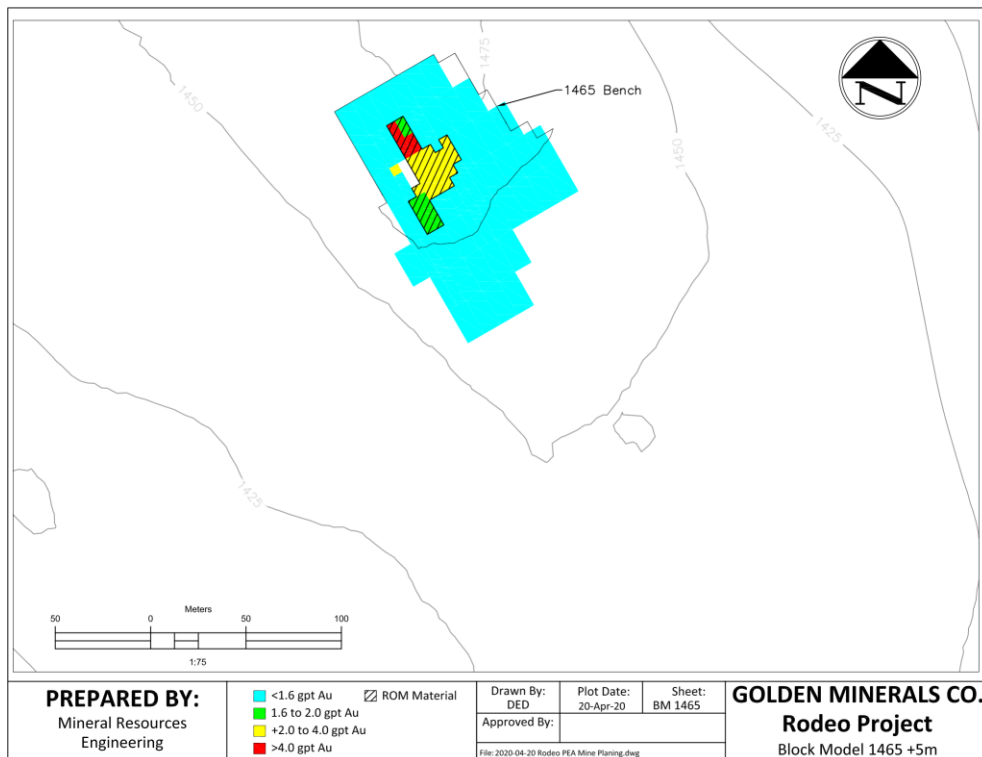 1475
1465 Bench
N
1450
1425
1450
1425
Meters
50 0 50 100
1:75
PREPARED BY:
Mineral Resources
Engineering
<1.6 gpt Au
ROM Material
1.6 to 2.0 gpt Au
+2.0 to 4.0 gpt Au
>4.0 gpt Au
Drawn By:
DED
Plot Date:
20-Apr-20
Sheet:
BM 1465
Approved By:
File: 2020-04-20 Rodeo PEA Mine Planing.dwg
GOLDEN MINERALS CO.
Rodeo Project
Block Model 1465 +5m